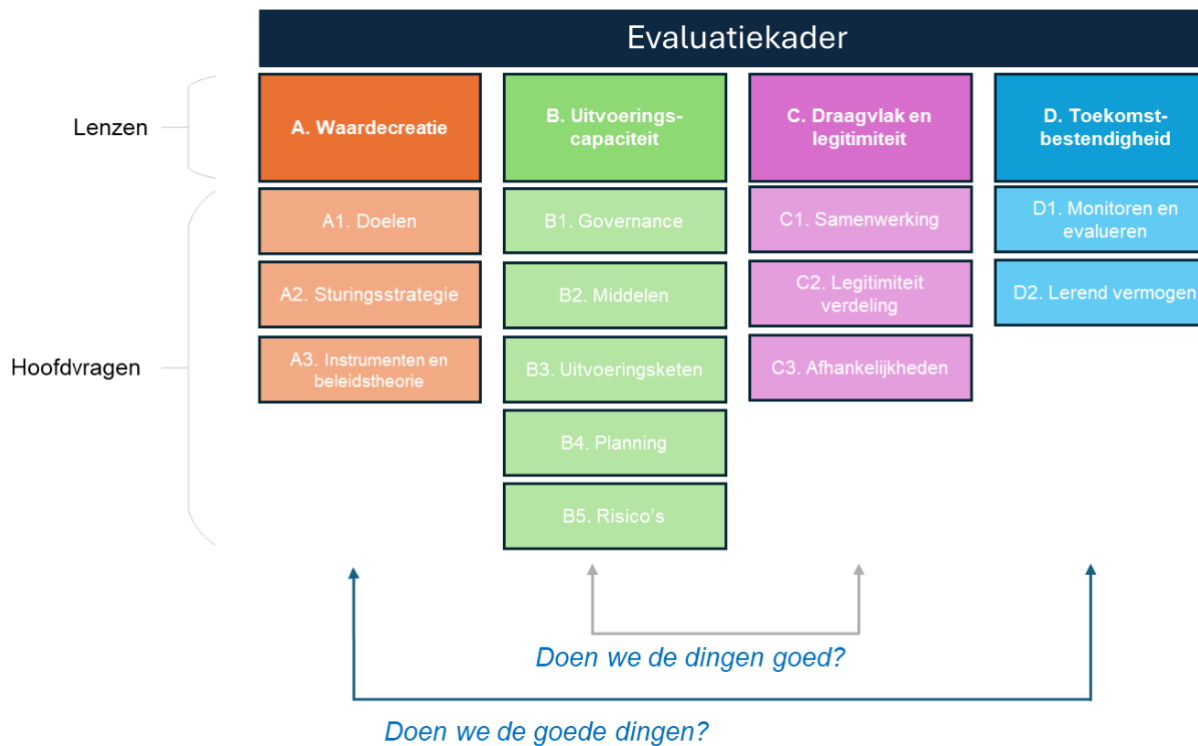 Evaluatiekader
Lenzen
A. Waardecreatie
B. Uitvoerings-
capaciteit
C. Draagvlak en
legitimiteit
D. Toekomst-
bestendigheid
Hoofdvragen
A1. Doelen
A2. Sturingsstrategie
A3. Instrumenten en
beleidstheorie
B1. Governance
B2. Middelen
B3. Uitvoeringsketen
B4. Planning
B5. Risico's
C1. Samenwerking
C2. Legitimiteit
verdeling
C3. Afhankelijkheden
D1. Monitoren en
evalueren
D2. Lerend vermogen
Doen we de dingen goed?
Doen we de goede dingen?